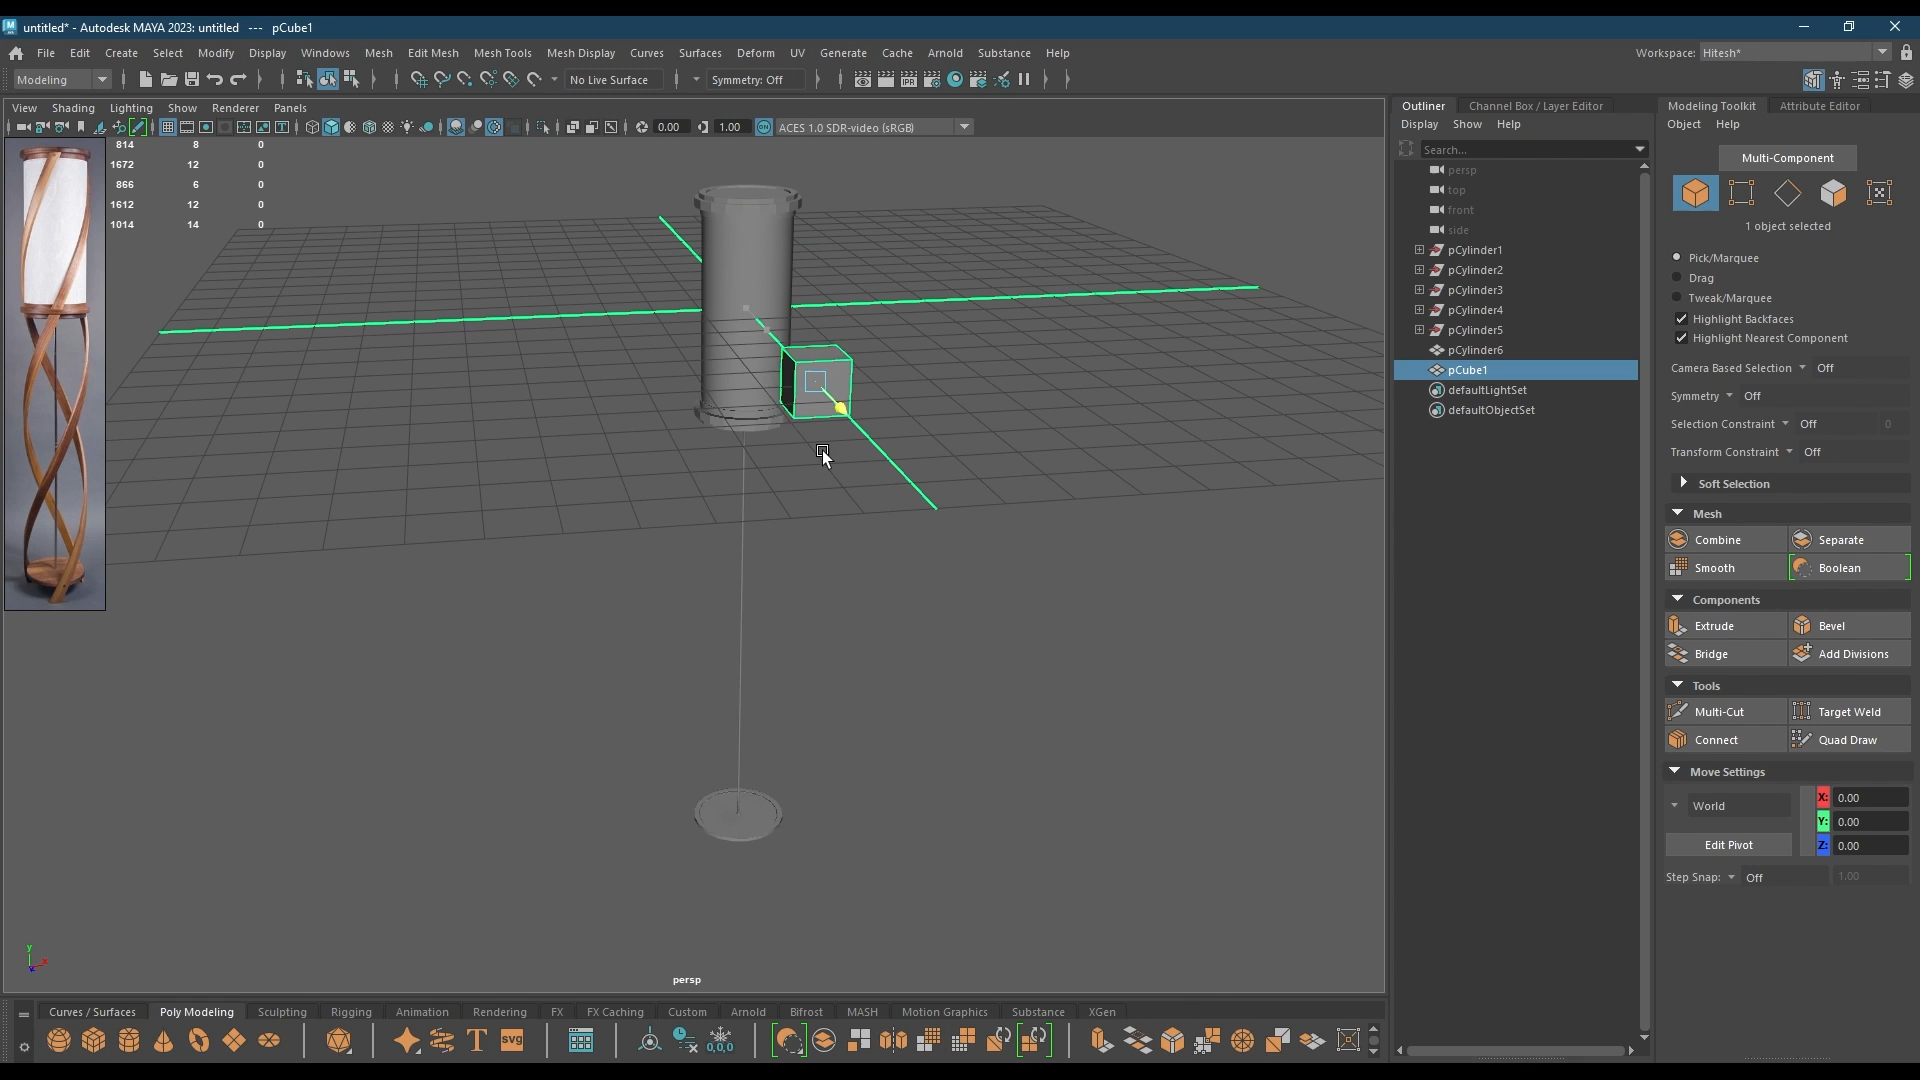 untitled* - Autodesk MAYA 2023: untitled --- pCube1
File Edit Create Select Modify Display Windows Mesh Edit Mesh Mesh Tools Mesh Display Curves Surfaces Deform UV Generate Cache Arnold Substance Help
Workspace: Hitesh*
Modeling
No Live Surface
Symmetry: Off
IPR
View Shading Lighting Show Renderer Panels
0.00
1.00
ON
ACES 1.0 SDR-video (sRGB)
814 8 0
1672 12 0
866 6 0
1612 12 0
1014 14 0
persp
y
x
Outliner
Channel Box / Layer Editor
Display Show Help
Search...
persp
top
front
side
pCylinder1
pCylinder2
pCylinder3
pCylinder4
pCylinder5
pCylinder6
pCube1
defaultLightSet
defaultObjectSet
Modeling Toolkit
Attribute Editor
Object Help
Multi-Component
1 object selected
Pick/Marquee
Drag
Tweak/Marquee
Highlight Backfaces
Highlight Nearest Component
Camera Based Selection Off
Symmetry Off
Selection Constraint Off 0
Transform Constraint Off
Soft Selection
Mesh
Combine Separate
Smooth Boolean
Components
Extrude Bevel
Bridge Add Divisions
Tools
Multi-Cut Target Weld
Connect Quad Draw
Move Settings
World
X: 0.00
Y: 0.00
Z: 0.00
Edit Pivot
Step Snap: Off 1.00
Curves / Surfaces Poly Modeling Sculpting Rigging Animation Rendering FX FX Caching Custom Arnold Bifrost MASH Motion Graphics Substance XGen
T
svg
0,0,0